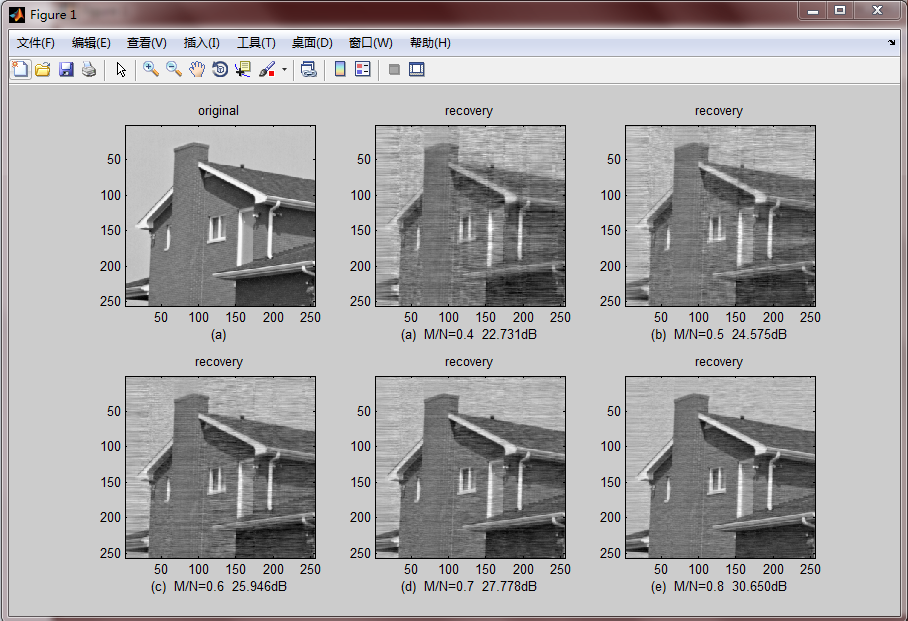 Figure 1
文件(F) 编辑(E) 查看(V) 插入(I) 工具(T) 桌面(D) 窗口(W) 帮助(H)
original recovery recovery
50 50 50
100 100 100
150 150 150
200 200 200
250 250 250
50 100 150 200 250 50 100 150 200 250 50 100 150 200 250
(a) (a) M/N=0.4 22.731dB (b) M/N=0.5 24.575dB
recovery recovery recovery
50 50 50
100 100 100
150 150 150
200 200 200
250 250 250
50 100 150 200 250 50 100 150 200 250 50 100 150 200 250
(c) M/N=0.6 25.946dB (d) M/N=0.7 27.778dB (e) M/N=0.8 30.650dB